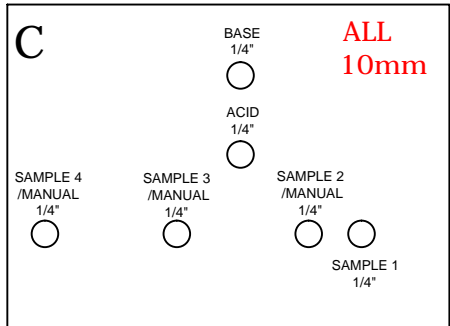 C
BASE
1/4"
ALL
10mm
ACID
1/4"
SAMPLE 4
/MANUAL
1/4"
SAMPLE 3
/MANUAL
1/4"
SAMPLE 2
/MANUAL
1/4"
SAMPLE 1
1/4"